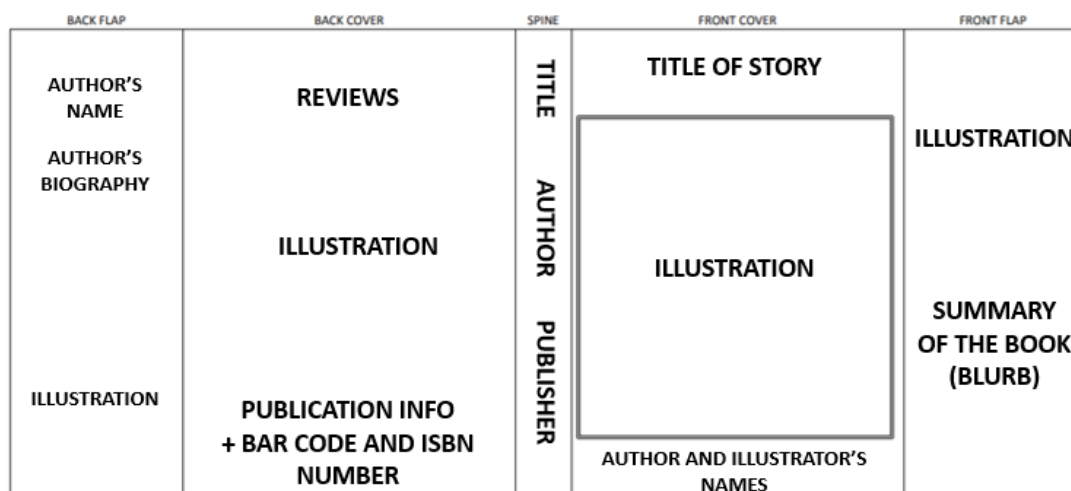 BACK FLAP
BACK COVER
SPINE
FRONT COVER
FRONT FLAP
AUTHOR'S
NAME
AUTHOR'S
BIOGRAPHY
ILLUSTRATION
REVIEWS
ILLUSTRATION
PUBLICATION INFO
+ BAR CODE AND ISBN
NUMBER
TITLE AUTHOR PUBLISHER
TITLE OF STORY
ILLUSTRATION
AUTHOR AND ILLUSTRATOR'S
NAMES
ILLUSTRATION
SUMMARY
OF THE BOOK
(BLURB)